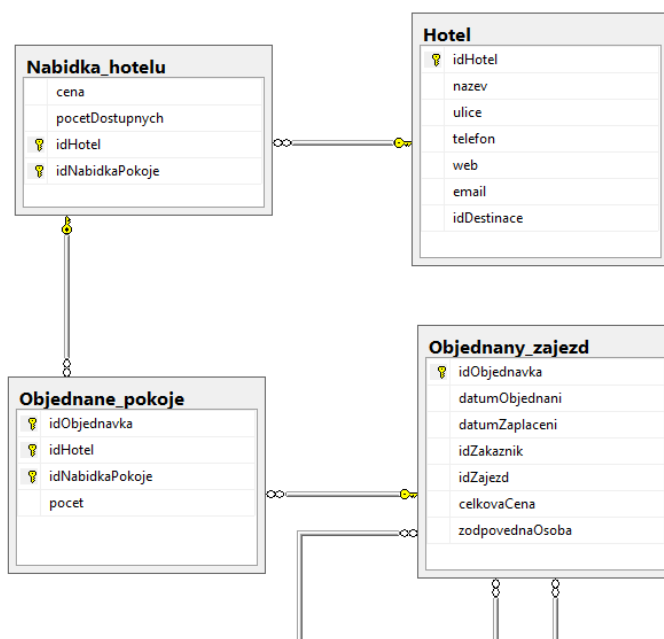 Nabidka_hotelu
cena
pocetDostupnych
idHotel
idNabidkaPokoje
Hotel
idHotel
nazev
ulice
telefon
web
email
idDestinace
Objednane_pokoje
idObjednavka
idHotel
idNabidkaPokoje
pocet
Objednany_zajezd
idObjednavka
datumObjednani
datumZaplaceni
idZakaznik
idZajezd
celkovaCena
zodpovednaOsoba